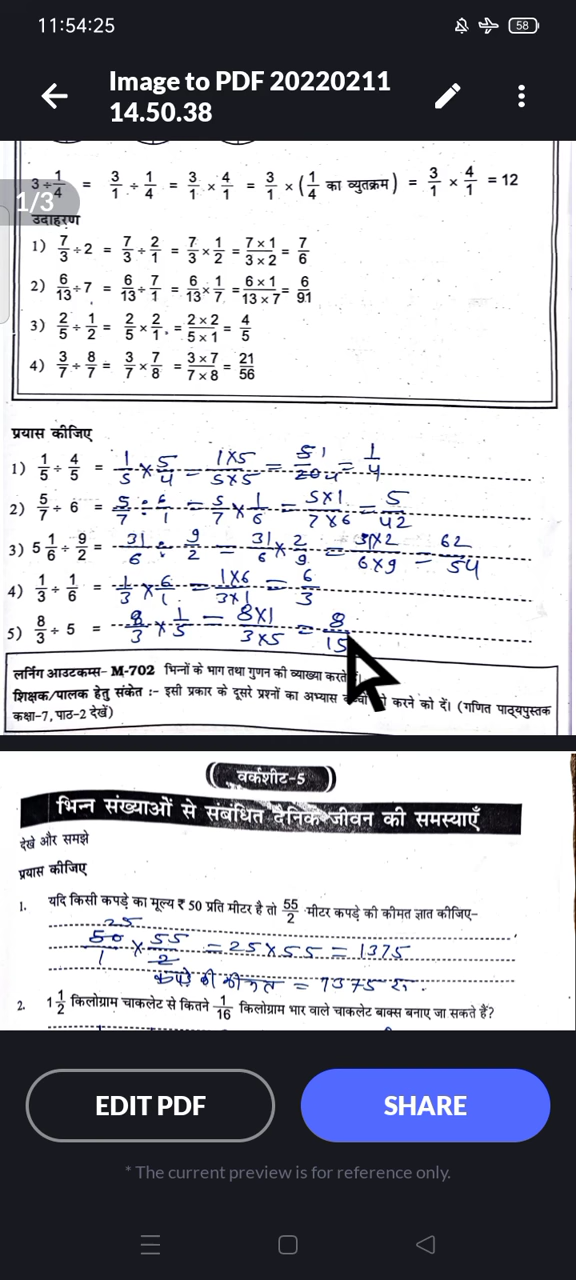 11:54:25 58
Image to PDF 20220211
14.50.38
3 ÷ 1/4 = 3/1 ÷ 1/4 = 3/1 × 4/1 = 3/1 × (1/4 का व्युतक्रम) = 3/1 × 4/1 = 12
1/3
उदाहरण
1) 7/3 ÷ 2 = 7/3 ÷ 2/1 = 7/3 × 1/2 = 7×1/3×2 = 7/6
2) 6/13 ÷ 7 = 6/13 ÷ 7/1 = 6/13 × 1/7 = 6×1/13×7 = 6/91
3) 2/5 ÷ 1/2 = 2/5 × 2/1 = 2×2/5×1 = 4/5
4) 3/7 ÷ 8/7 = 3/7 × 7/8 = 3×7/7×8 = 21/56
प्रयास कीजिए
1) 1/5 ÷ 4/5 = 1/5 × 5/4 = 1×5/5×5 = 51/204 = 1/4
2) 5/7 ÷ 6 = 5/7 ÷ 6/1 = 5/7 × 1/6 = 5×1/7×6 = 5/42
3) 5 1/6 ÷ 9/2 = 31/6 ÷ 9/2 = 31/6 × 2/9 = 31×2/6×9 = 62/54
4) 1/3 ÷ 1/6 = 1/3 × 6/1 = 1×6/3×1 = 6/3
5) 8/3 ÷ 5 = 8/3 × 1/5 = 8×1/3×5 = 8/15
लर्निग आउटकम्स- M-702 भिन्नों के भाग तथा गुणन की व्याख्या करते
शिक्षक/पालक हेतु संकेत :- इसी प्रकार के दूसरे प्रश्नों का अभ्यास करने को दें। (गणित पाठ्यपुस्तक
कक्षा-7, पाठ-2 देखें)
वर्कशीट-5
भिन्न संख्याओं से संबंधित दैनिक जीवन की समस्याएँ
देखे और समझे
प्रयास कीजिए
1. यदि किसी कपड़े का मूल्य ₹ 50 प्रति मीटर है तो 55/2 मीटर कपड़े की कीमत ज्ञात कीजिए-
25
50/1 × 55/2 = 25×55 = 1375
कपड़े की कीमत = 1375 रु.
2. 1 1/2 किलोग्राम चाकलेट से कितने 1/16 किलोग्राम भार वाले चाकलेट बाक्स बनाए जा सकते हैं?
EDIT PDF
SHARE
* The current preview is for reference only.